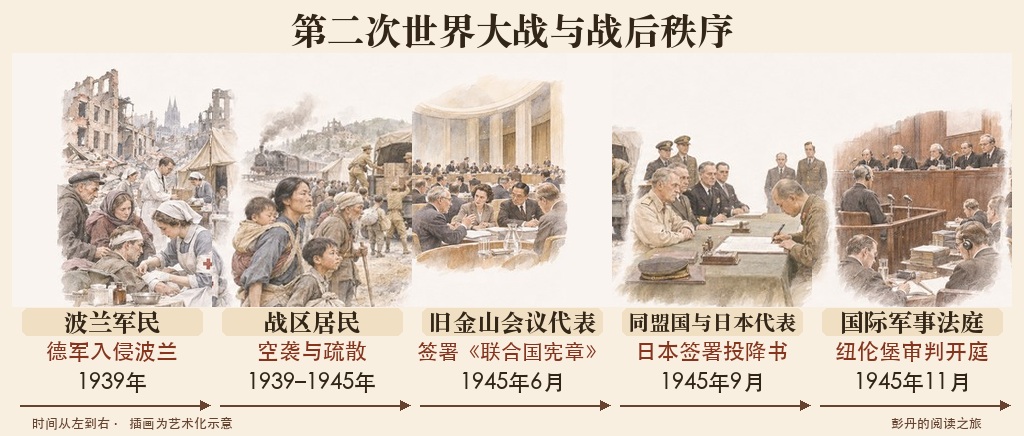 第二次世界大战与战后秩序
波兰军民
德军入侵波兰
1939年
战区居民
空袭与疏散
1939–1945年
旧金山会议代表
签署《联合国宪章》
1945年6月
同盟国与日本代表
日本签署投降书
1945年9月
国际军事法庭
纽伦堡审判开庭
1945年11月
时间从左到右· 插画为艺术化示意
彭丹的阅读之旅